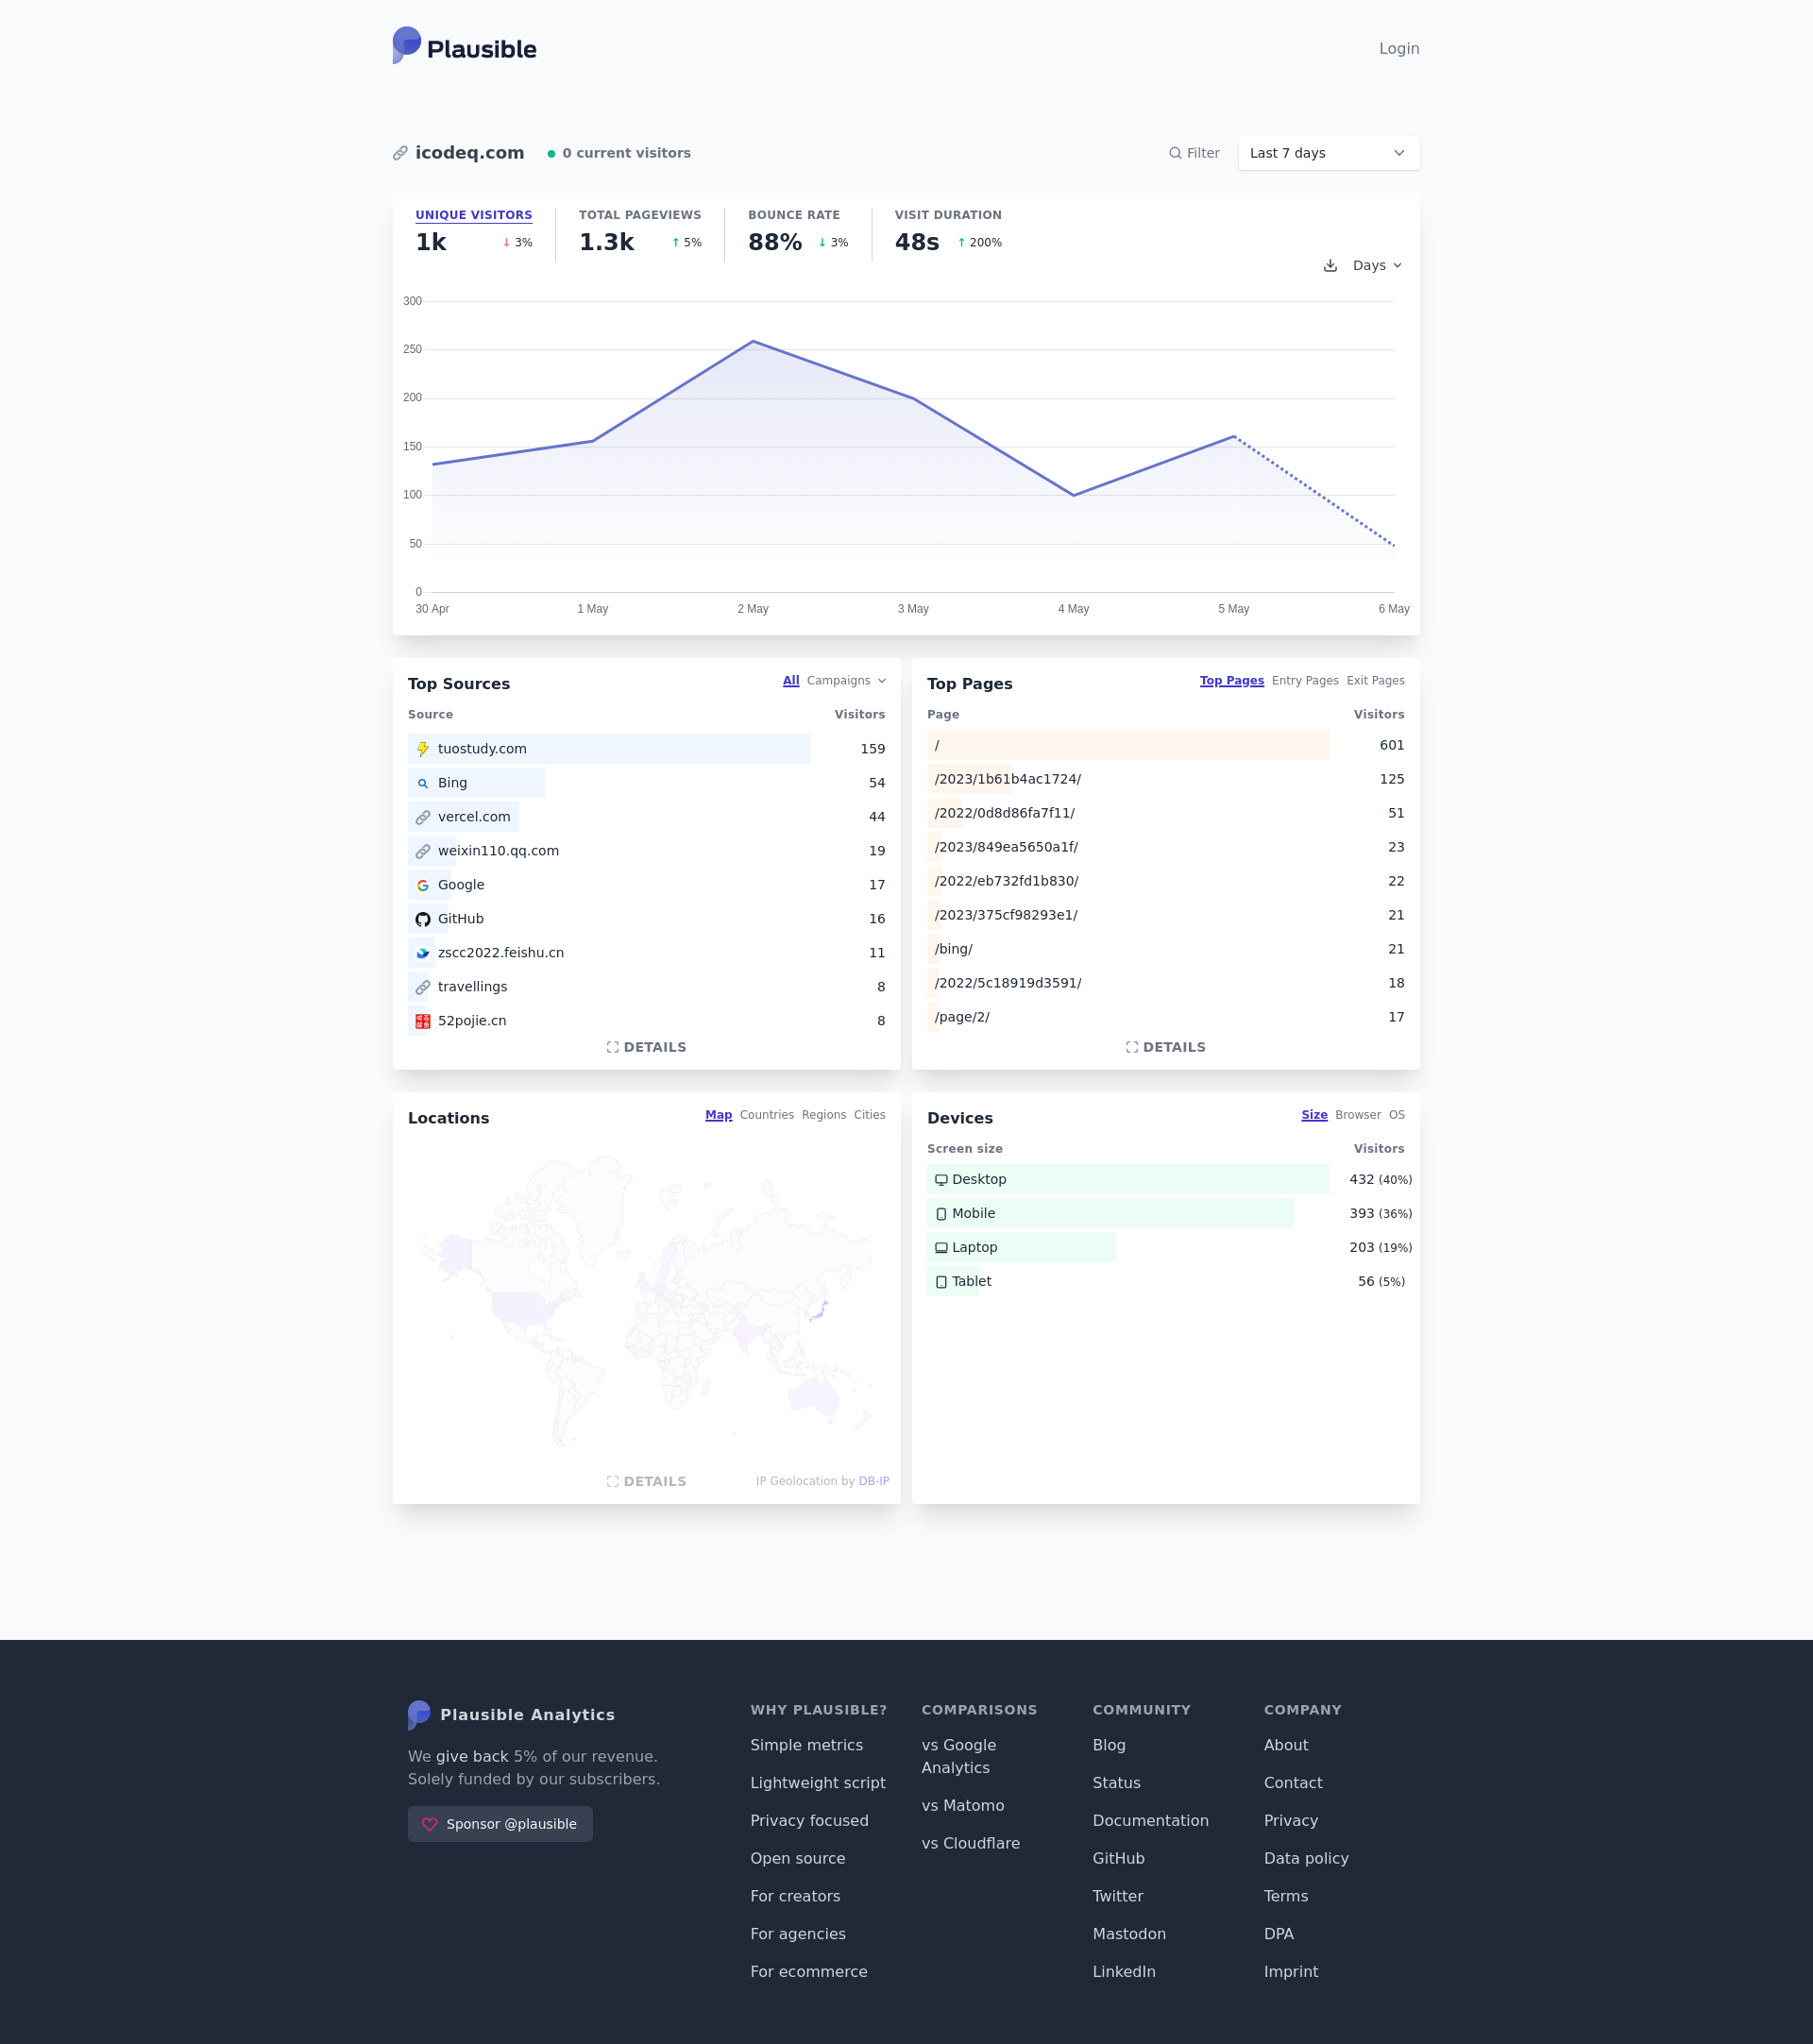 Plausible
Login
icodeq.com
0 current visitors
Filter
Last 7 days
UNIQUE VISITORS
1k ↓ 3%
TOTAL PAGEVIEWS
1.3k ↑ 5%
BOUNCE RATE
88% ↓ 3%
VISIT DURATION
48s ↑ 200%
Days
300
250
200
150
100
50
0
30 Apr 1 May 2 May 3 May 4 May 5 May 6 May
Top Sources
All Campaigns
Source Visitors
tuostudy.com 159
Bing 54
vercel.com 44
weixin110.qq.com 19
Google 17
GitHub 16
zscc2022.feishu.cn 11
travellings 8
52pojie.cn 8
DETAILS
Top Pages
Top Pages Entry Pages Exit Pages
Page Visitors
/ 601
/2023/1b61b4ac1724/ 125
/2022/0d8d86fa7f11/ 51
/2023/849ea5650a1f/ 23
/2022/eb732fd1b830/ 22
/2023/375cf98293e1/ 21
/bing/ 21
/2022/5c18919d3591/ 18
/page/2/ 17
DETAILS
Locations
Map Countries Regions Cities
DETAILS
IP Geolocation by DB-IP
Devices
Size Browser OS
Screen size Visitors
Desktop 432 (40%)
Mobile 393 (36%)
Laptop 203 (19%)
Tablet 56 (5%)
Plausible Analytics
We give back 5% of our revenue.
Solely funded by our subscribers.
Sponsor @plausible
WHY PLAUSIBLE?
Simple metrics
Lightweight script
Privacy focused
Open source
For creators
For agencies
For ecommerce
COMPARISONS
vs Google
Analytics
vs Matomo
vs Cloudflare
COMMUNITY
Blog
Status
Documentation
GitHub
Twitter
Mastodon
LinkedIn
COMPANY
About
Contact
Privacy
Data policy
Terms
DPA
Imprint